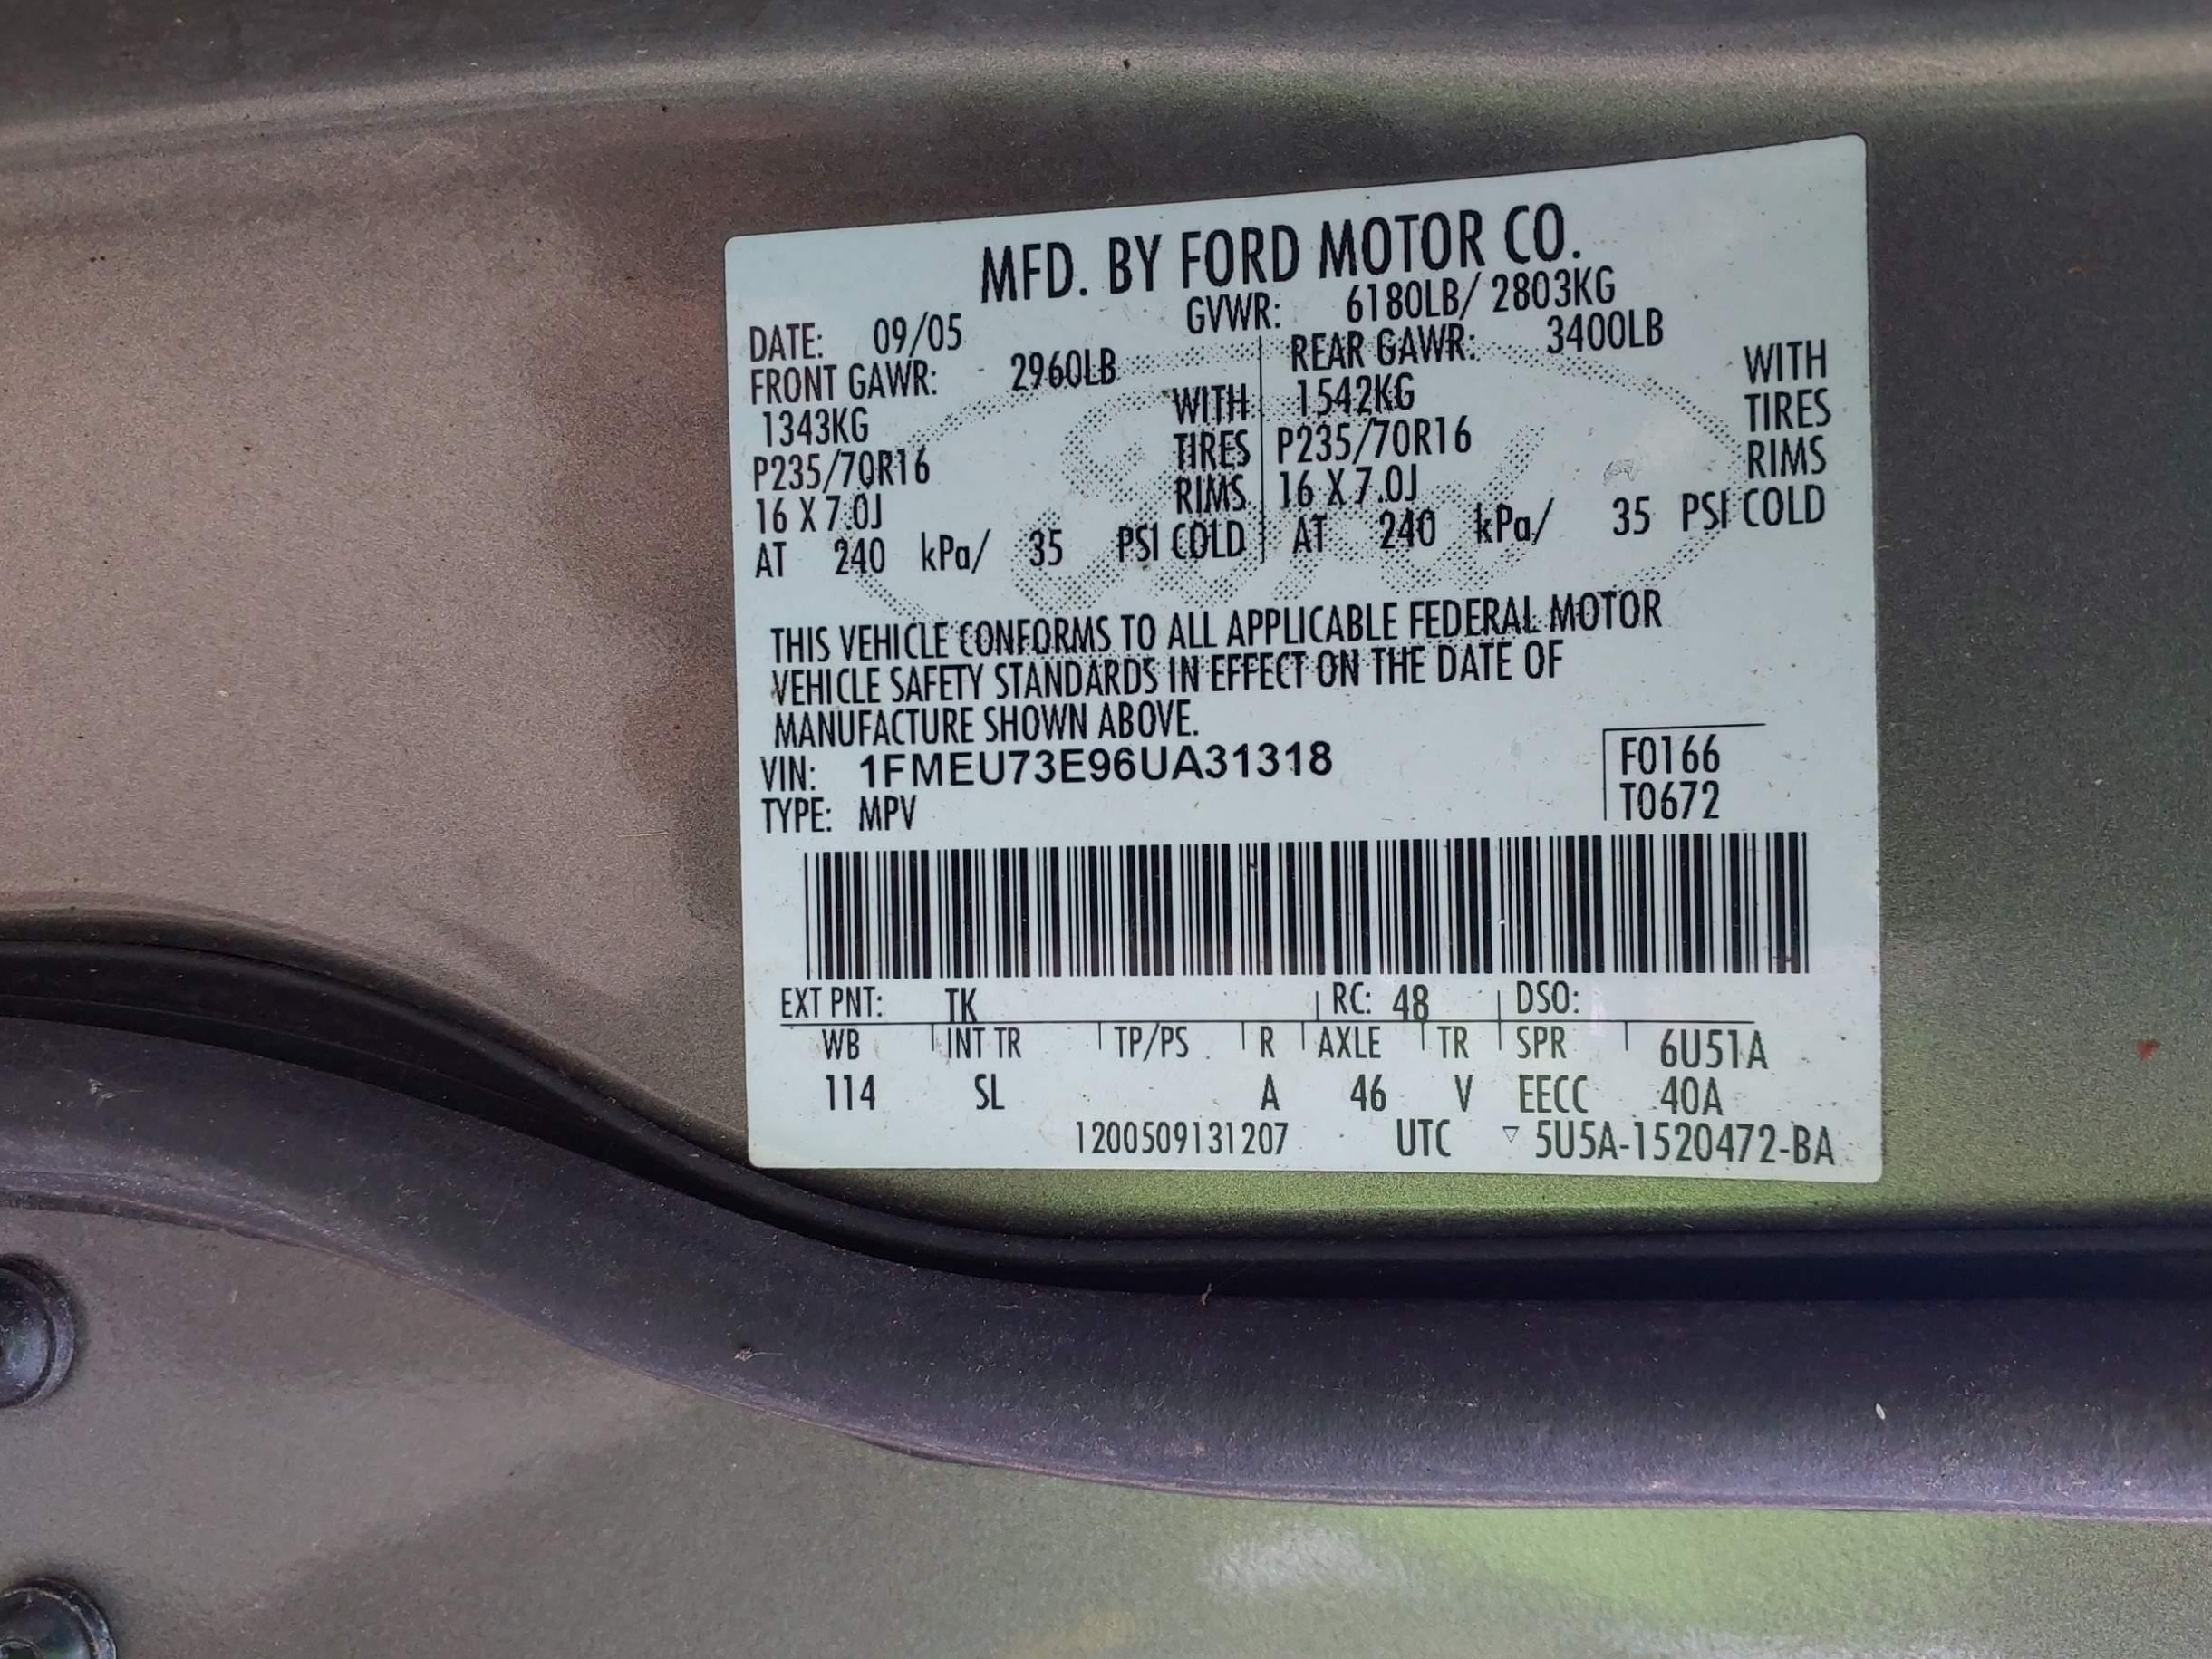 MFD. BY FORD MOTOR CO.
DATE: 09/05 GVWR: 6180LB/ 2803KG
FRONT GAWR: 2960LB REAR GAWR: 3400LB
1343KG WITH 1542KG WITH
P235/70R16 TIRES P235/70R16 TIRES
16 X 7.0J RIMS 16 X 7.0J RIMS
AT 240 kPa/ 35 PSI COLD AT 240 kPa/ 35 PSI COLD
THIS VEHICLE CONFORMS TO ALL APPLICABLE FEDERAL MOTOR
VEHICLE SAFETY STANDARDS IN EFFECT ON THE DATE OF
MANUFACTURE SHOWN ABOVE.
VIN: 1FMEU73E96UA31318 F0166
TYPE: MPV T0672
EXT PNT: TK RC: 48 DSO:
WB INT TR TP/PS R AXLE TR SPR 6U51A
114 SL A 46 V EECC 40A
1200509131207 UTC ▽ 5U5A-1520472-BA